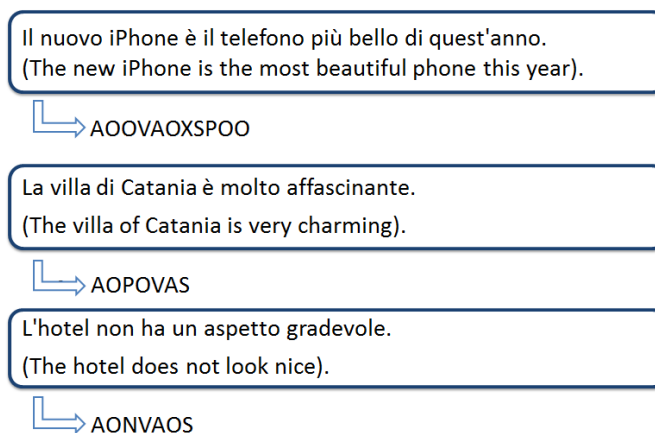 Il nuovo iPhone è il telefono più bello di quest'anno.
(The new iPhone is the most beautiful phone this year).
AOOVAOXSPOO
La villa di Catania è molto affascinante.
(The villa of Catania is very charming).
AOPOVAS
L'hotel non ha un aspetto gradevole.
(The hotel does not look nice).
AONVAOS